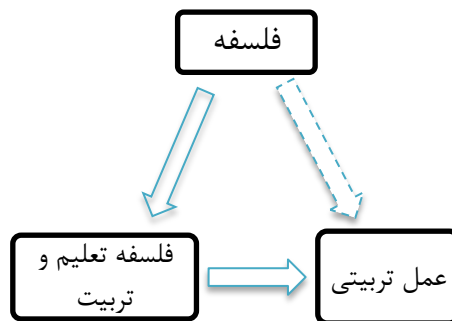 فلسفه
فلسفه تعلیم و
تربیت
عمل تربیتی